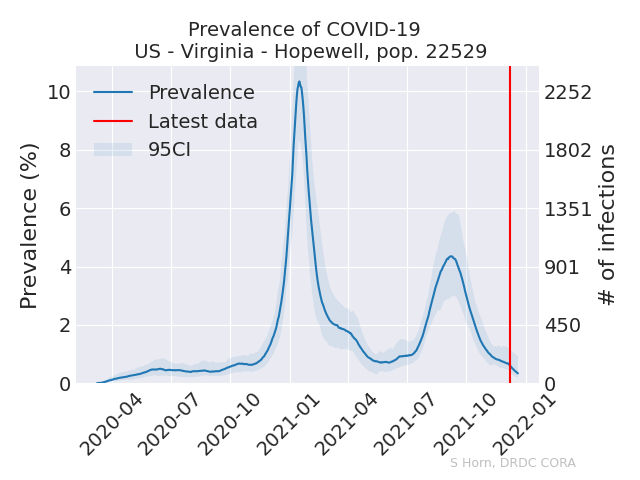 Prevalence of COVID-19
US - Virginia - Hopewell, pop. 22529
Prevalence
Latest data
95CI
Prevalence (%)
10
8
6
4
2
0
2252
1802
1351
901
450
0
# of infections
2020-04
2020-07
2020-10
2021-01
2021-04
2021-07
2021-10
2022-01
S Horn, DRDC CORA